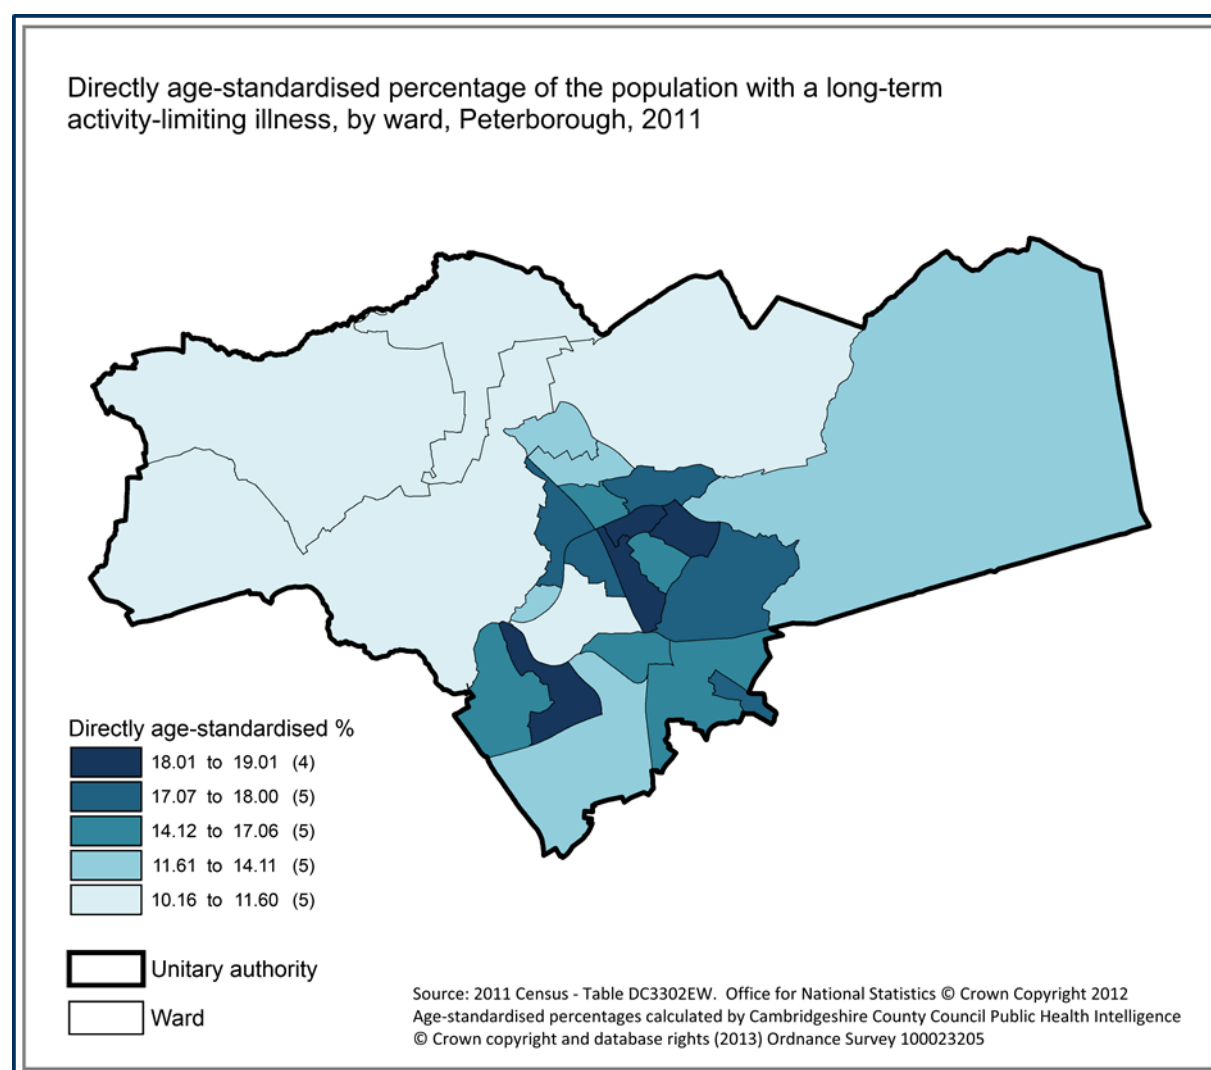 Directly age-standardised percentage of the population with a long-term
activity-limiting illness, by ward, Peterborough, 2011
Directly age-standardised %
18.01 to 19.01 (4)
17.07 to 18.00 (5)
14.12 to 17.06 (5)
11.61 to 14.11 (5)
10.16 to 11.60 (5)
Unitary authority
Ward
Source: 2011 Census - Table DC3302EW. Office for National Statistics © Crown Copyright 2012
Age-standardised percentages calculated by Cambridgeshire County Council Public Health Intelligence
© Crown copyright and database rights (2013) Ordnance Survey 100023205